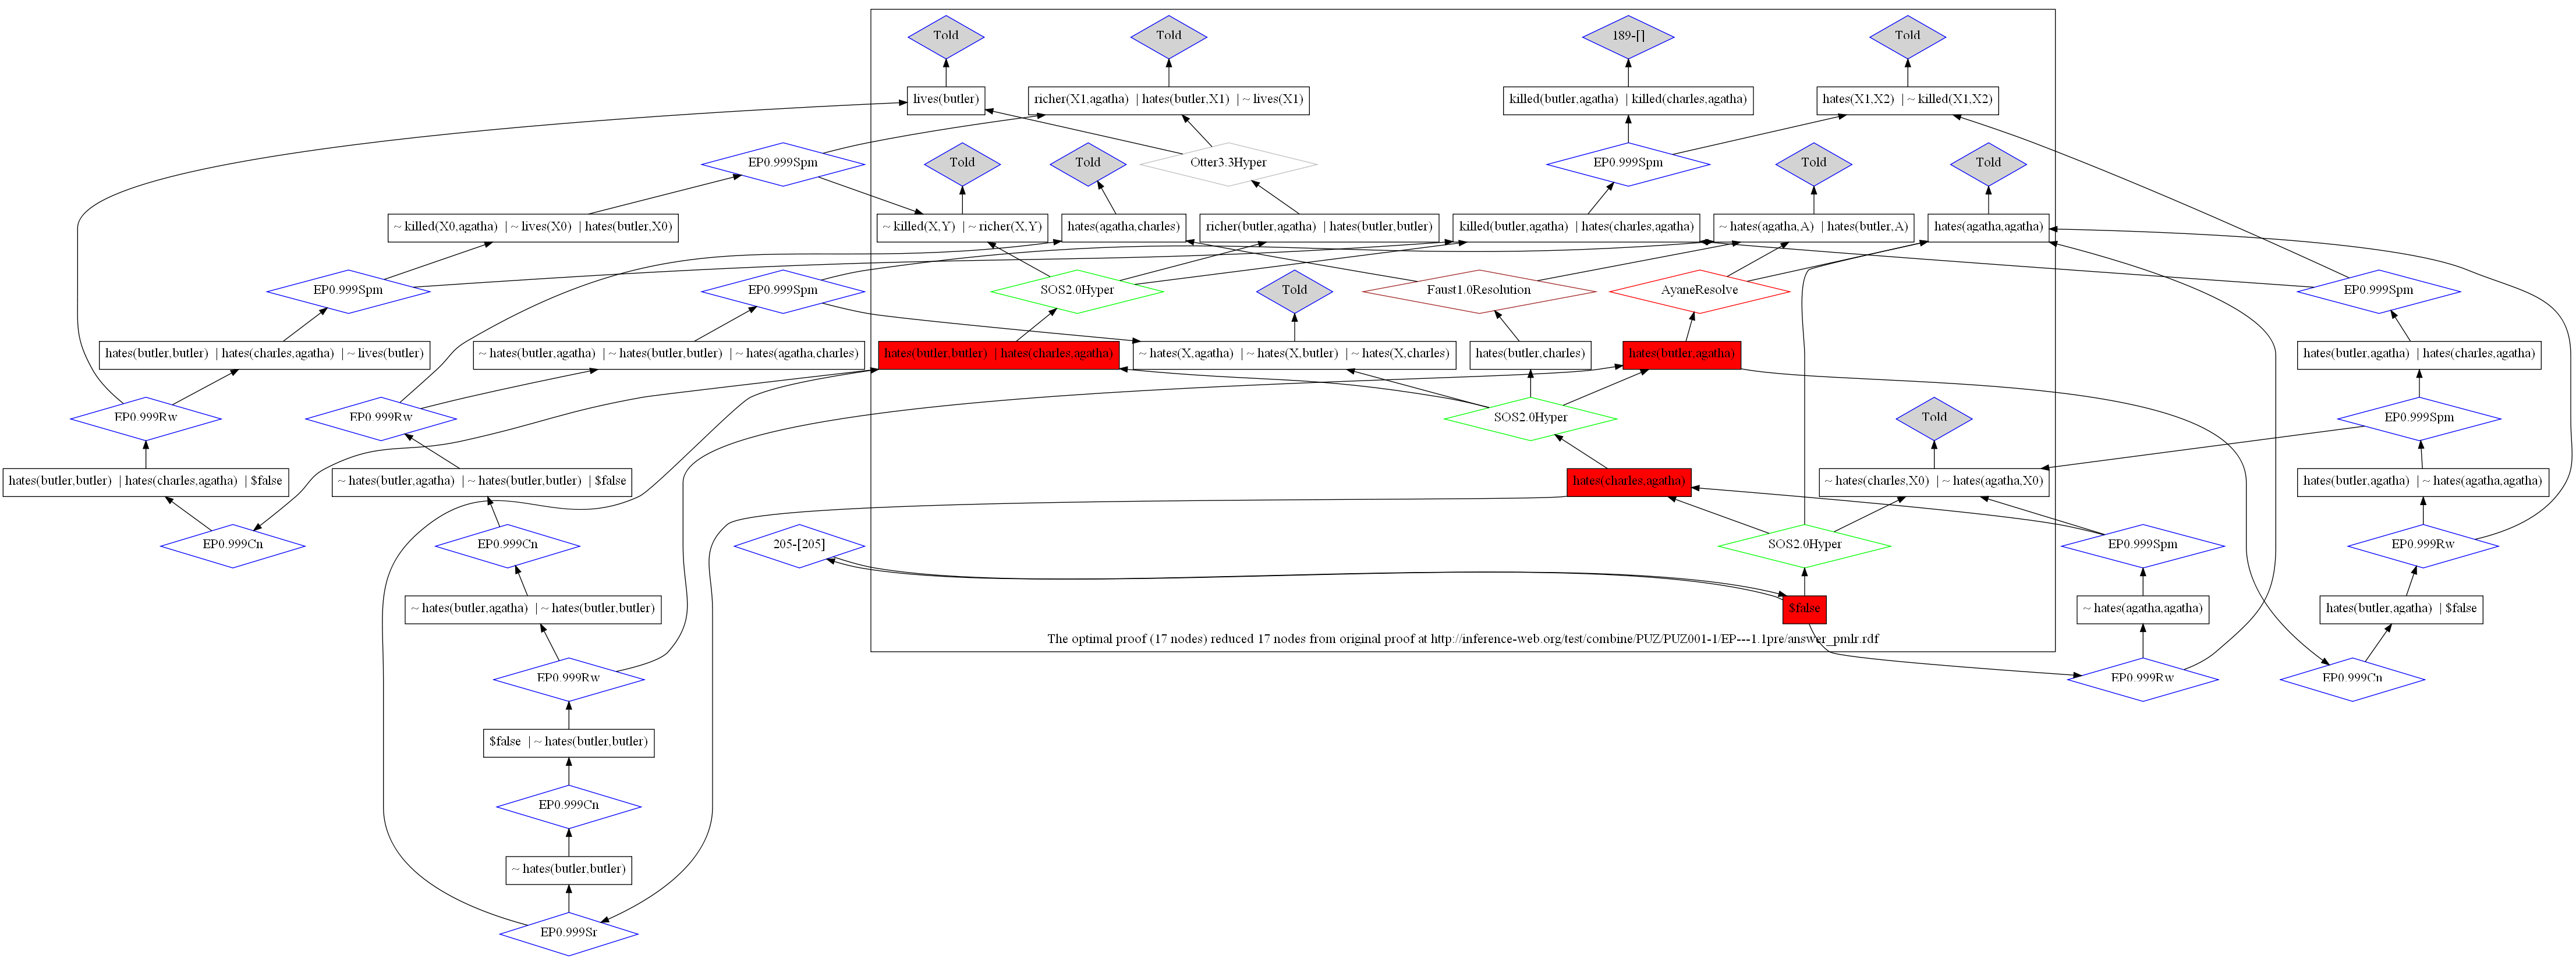 Told
Told
189-[]
Told
lives(butler)
richer(X1,agatha) | hates(butler,X1) | ~ lives(X1)
killed(butler,agatha) | killed(charles,agatha)
hates(X1,X2) | ~ killed(X1,X2)
EP0.999Spm
Told
Told
Otter3.3Hyper
EP0.999Spm
Told
Told
~ killed(X0,agatha) | ~ lives(X0) | hates(butler,X0)
~ killed(X,Y) | ~ richer(X,Y)
hates(agatha,charles)
richer(butler,agatha) | hates(butler,butler)
killed(butler,agatha) | hates(charles,agatha)
~ hates(agatha,A) | hates(butler,A)
hates(agatha,agatha)
EP0.999Spm
EP0.999Spm
SOS2.0Hyper
Told
Faust1.0Resolution
AyaneResolve
EP0.999Spm
hates(butler,butler) | hates(charles,agatha) | ~ lives(butler)
~ hates(butler,agatha) | ~ hates(butler,butler) | ~ hates(agatha,charles)
hates(butler,butler) | hates(charles,agatha)
~ hates(X,agatha) | ~ hates(X,butler) | ~ hates(X,charles)
hates(butler,charles)
hates(butler,agatha)
hates(butler,agatha) | hates(charles,agatha)
EP0.999Rw
EP0.999Rw
SOS2.0Hyper
Told
EP0.999Spm
hates(butler,butler) | hates(charles,agatha) | $false
~ hates(butler,agatha) | ~ hates(butler,butler) | $false
hates(charles,agatha)
~ hates(charles,X0) | ~ hates(agatha,X0)
hates(butler,agatha) | ~ hates(agatha,agatha)
EP0.999Cn
EP0.999Cn
205-[205]
SOS2.0Hyper
EP0.999Spm
EP0.999Rw
~ hates(butler,agatha) | ~ hates(butler,butler)
$false
~ hates(agatha,agatha)
hates(butler,agatha) | $false
The optimal proof (17 nodes) reduced 17 nodes from original proof at http://inference-web.org/test/combine/PUZ/PUZ001-1/EP---1.1pre/answer_pmlr.rdf
EP0.999Rw
EP0.999Rw
EP0.999Cn
$false | ~ hates(butler,butler)
EP0.999Cn
~ hates(butler,butler)
EP0.999Sr